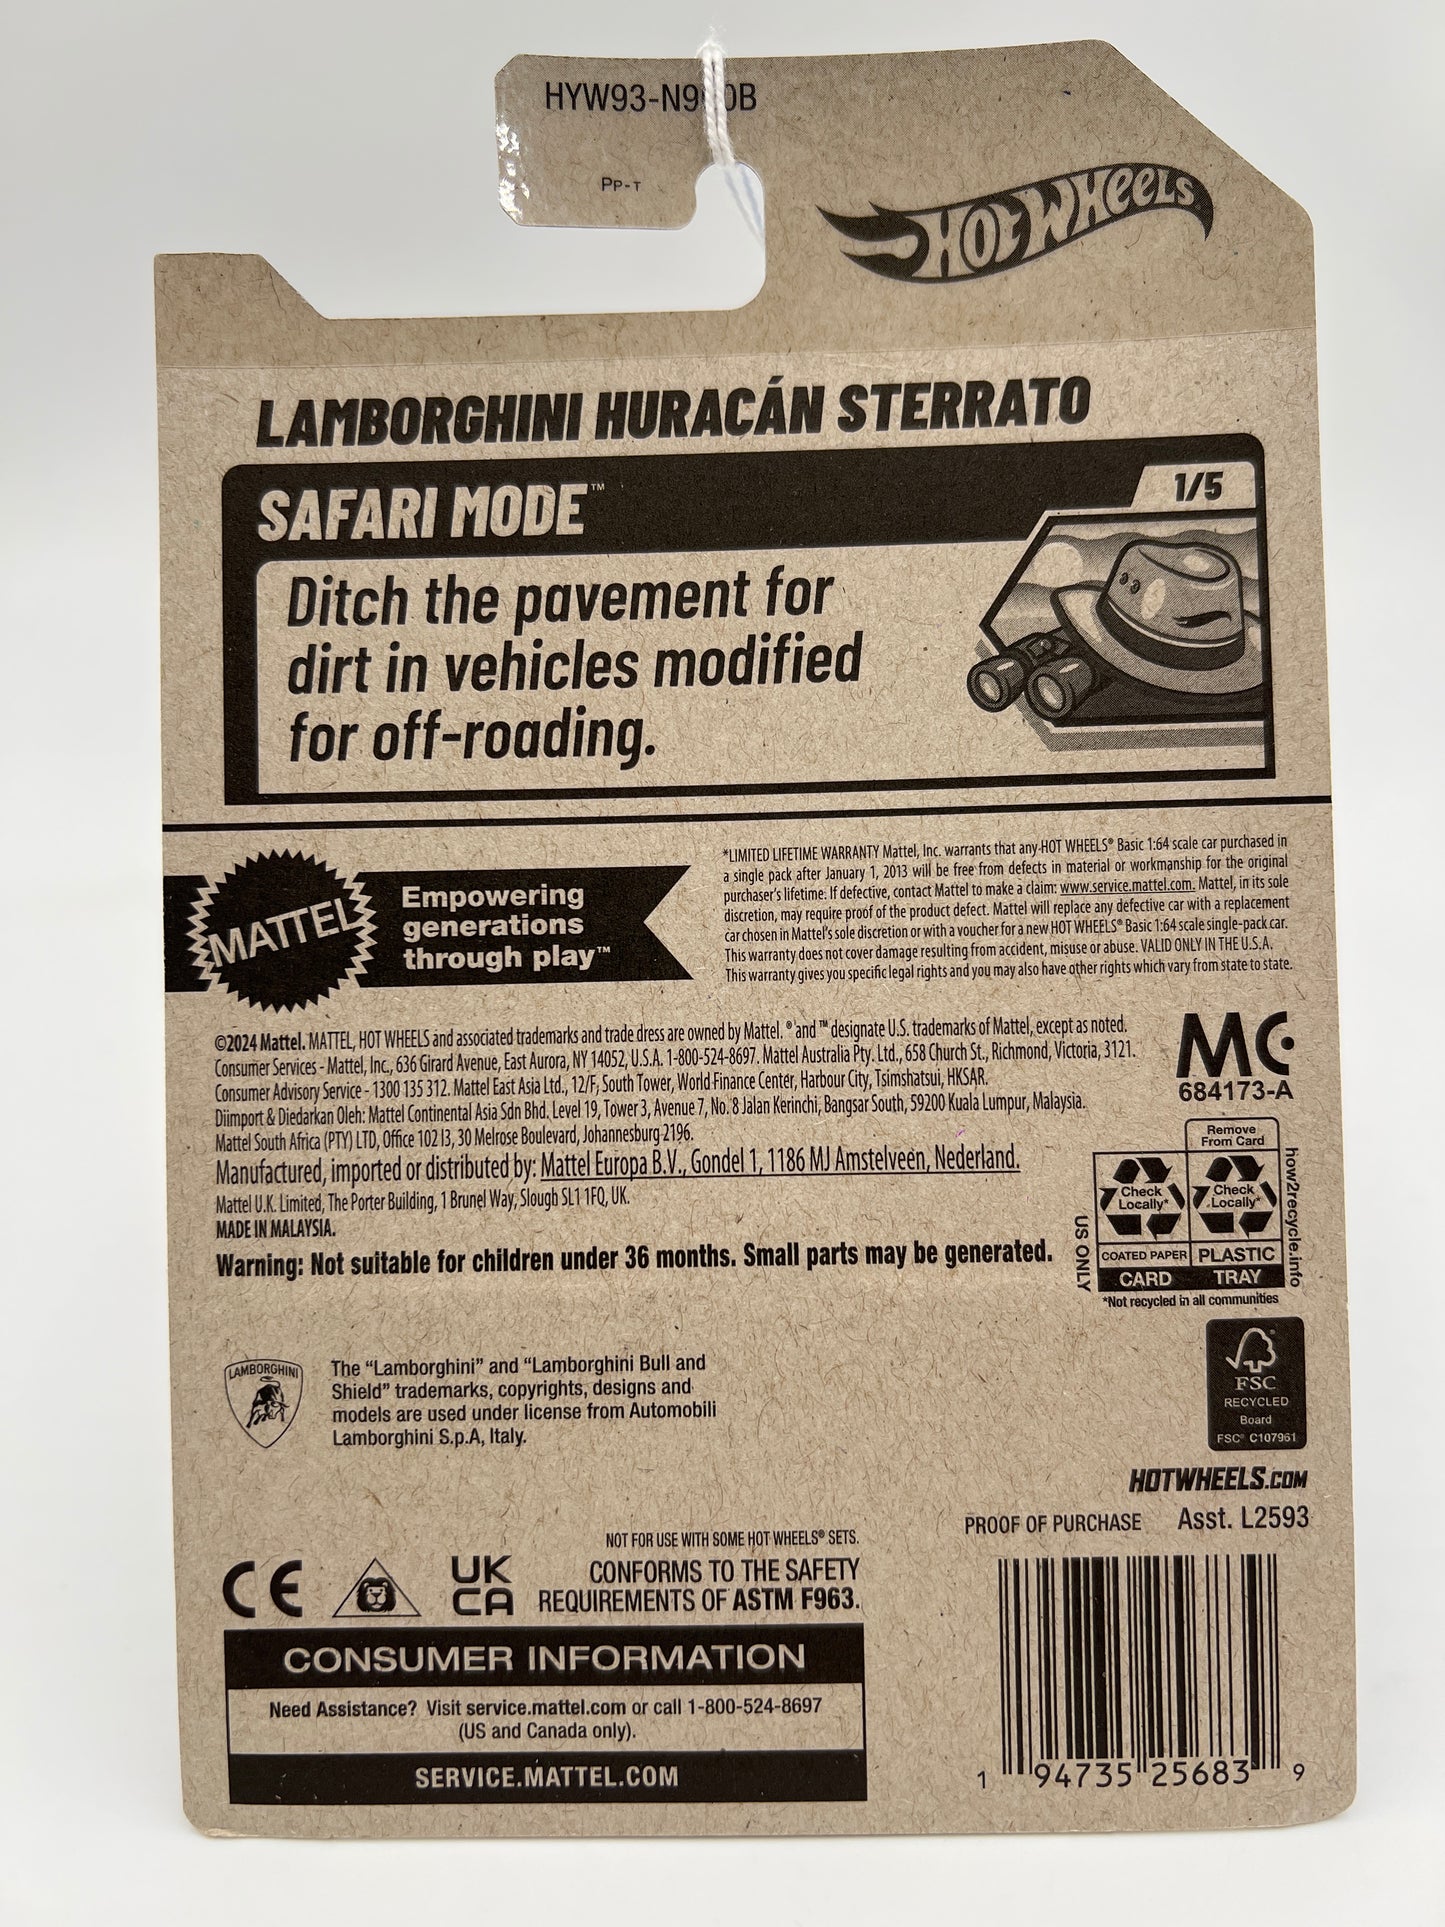 HYW93-N9
0B
Pp-T
HOT WHEELS
LAMBORGHINI HURACÁN STERRATO
SAFARI MODE™
1/5
Ditch the pavement for
dirt in vehicles modified
for off-roading.
MATTEL
Empowering
generations
through play™
*LIMITED LIFETIME WARRANTY Mattel, Inc. warrants that any HOT WHEELS® Basic 1:64 scale car purchased in
a single pack after January 1, 2013 will be free from defects in material or workmanship for the original
purchaser's lifetime. If defective, contact Mattel to make a claim: www.service.mattel.com. Mattel, in its sole
discretion, may require proof of the product defect. Mattel will replace any defective car with a replacement
car chosen in Mattel's sole discretion or with a voucher for a new HOT WHEELS® Basic 1:64 scale single-pack car.
This warranty does not cover damage resulting from accident, misuse or abuse. VALID ONLY IN THE U.S.A.
This warranty gives you specific legal rights and you may also have other rights which vary from state to state.
©2024 Mattel. MATTEL, HOT WHEELS and associated trademarks and trade dress are owned by Mattel. ® and ™ designate U.S. trademarks of Mattel, except as noted.
Consumer Services - Mattel, Inc., 636 Girard Avenue, East Aurora, NY 14052, U.S.A. 1-800-524-8697. Mattel Australia Pty. Ltd., 658 Church St., Richmond, Victoria, 3121.
Consumer Advisory Service - 1300 135 312. Mattel East Asia Ltd., 12/F, South Tower, World Finance Center, Harbour City, Tsimshatsui, HKSAR.
Diimport & Diedarkan Oleh: Mattel Continental Asia Sdn Bhd. Level 19, Tower 3, Avenue 7, No. 8 Jalan Kerinchi, Bangsar South, 59200 Kuala Lumpur, Malaysia.
Mattel South Africa (PTY) LTD, Office 102 I3, 30 Melrose Boulevard, Johannesburg 2196.
Manufactured, imported or distributed by: Mattel Europa B.V., Gondel 1, 1186 MJ Amstelveen, Nederland.
Mattel U.K. Limited, The Porter Building, 1 Brunel Way, Slough SL1 1FQ, UK.
MADE IN MALAYSIA.
Warning: Not suitable for children under 36 months. Small parts may be generated.
MC
684173-A
Remove
From Card
Check
Locally*
Check
Locally*
COATED PAPER
PLASTIC
CARD
TRAY
US ONLY
how2recycle.info
*Not recycled in all communities
LAMBORGHINI
The “Lamborghini” and “Lamborghini Bull and
Shield” trademarks, copyrights, designs and
models are used under license from Automobili
Lamborghini S.p.A, Italy.
FSC
RECYCLED
Board
FSC® C107961
HOTWHEELS.COM
PROOF OF PURCHASE
Asst. L2593
NOT FOR USE WITH SOME HOT WHEELS® SETS.
CE
UK
CA
CONFORMS TO THE SAFETY
REQUIREMENTS OF ASTM F963.
CONSUMER INFORMATION
Need Assistance? Visit service.mattel.com or call 1-800-524-8697
(US and Canada only).
SERVICE.MATTEL.COM
1 94735 25683 9